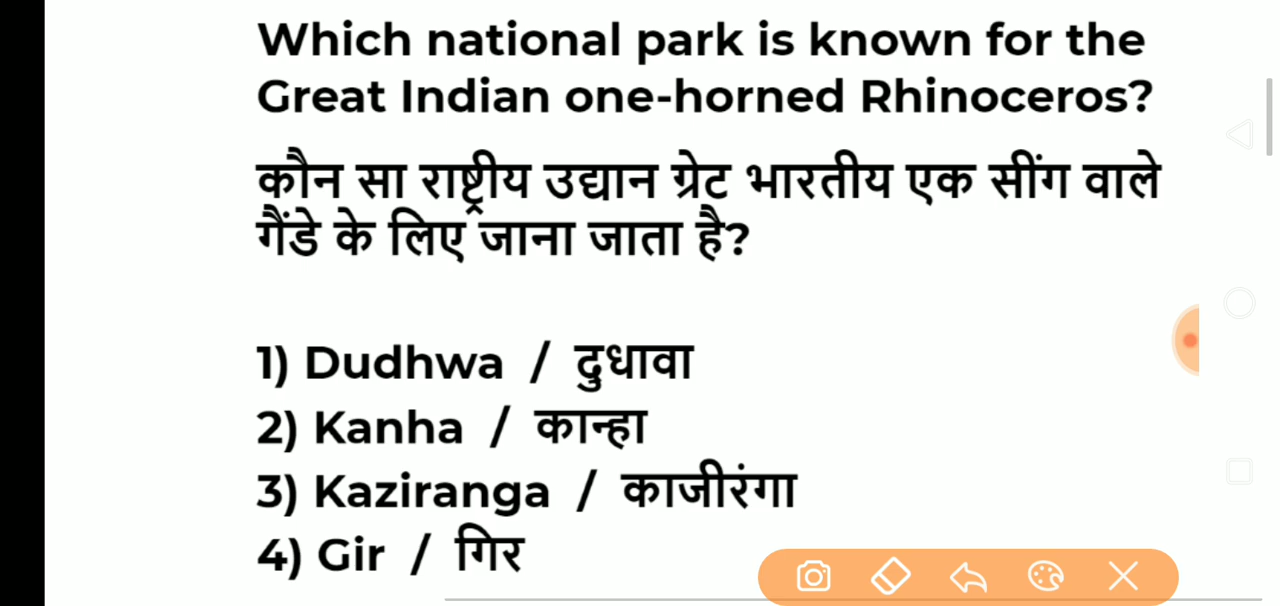 Which national park is known for the
Great Indian one-horned Rhinoceros?
कौन सा राष्ट्रीय उद्यान ग्रेट भारतीय एक सींग वाले
गैंडे के लिए जाना जाता है?
1) Dudhwa / दुधावा
2) Kanha / कान्हा
3) Kaziranga / काजीरंगा
4) Gir / गिर